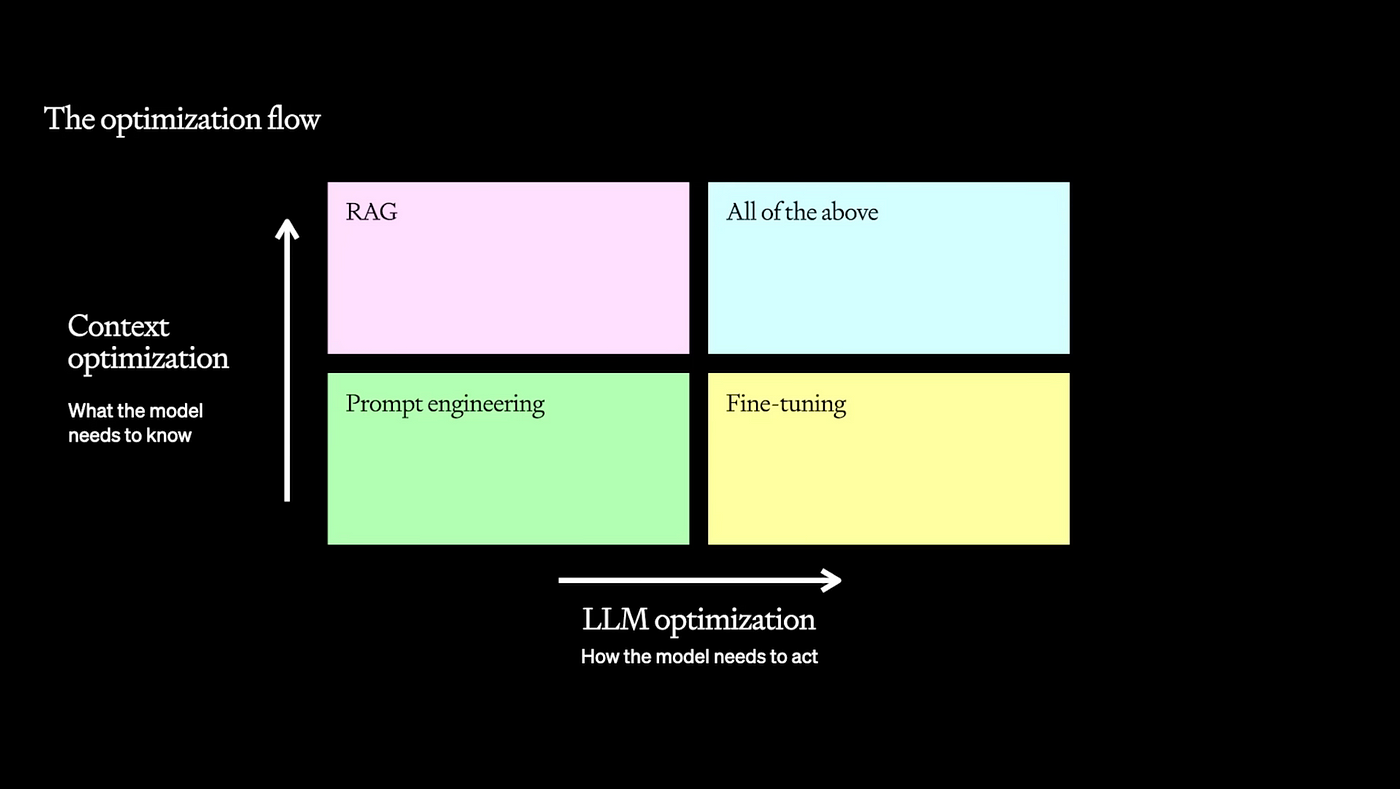 The optimization flow
RAG
All of the above
Context
optimization
What the model
needs to know
Prompt engineering
Fine-tuning
LLM optimization
How the model needs to act